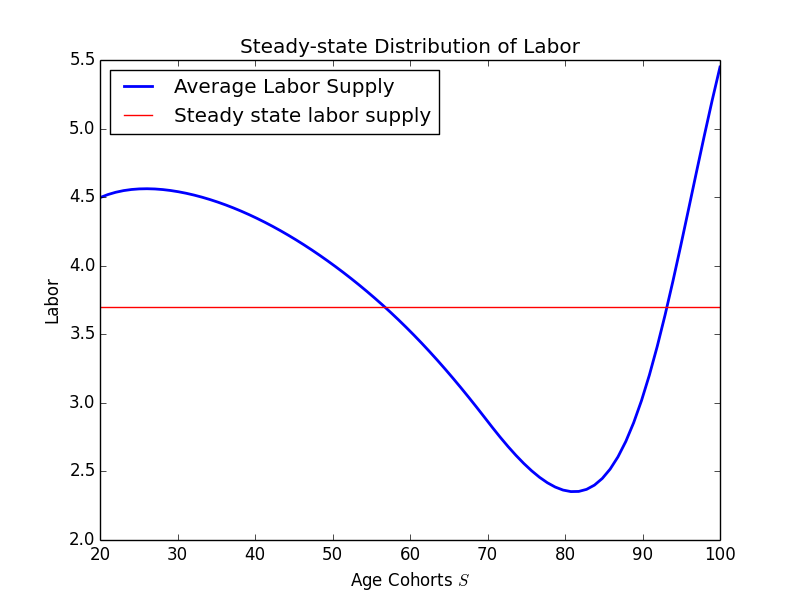 Steady-state Distribution of Labor
5.5
5.0
4.5
4.0
3.5
3.0
2.5
2.0
Labor
Average Labor Supply
Steady state labor supply
20 30 40 50 60 70 80 90 100
Age Cohorts S